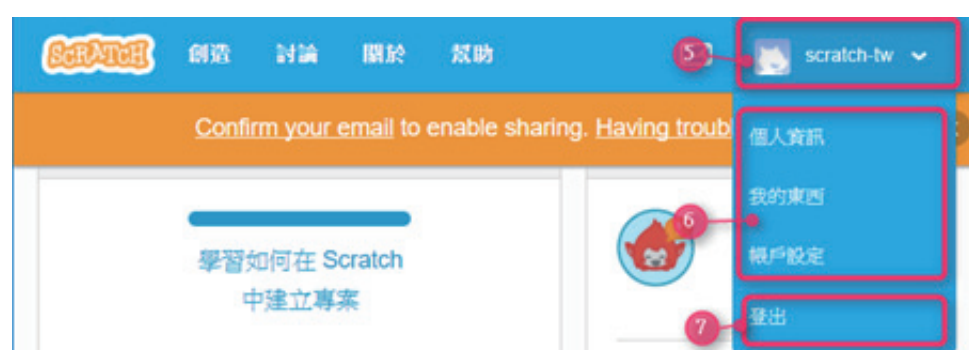 SCRATCH 創造 討論 關於 幫助 5 scratch-tw
Confirm your email to enable sharing. Having troub
個人資訊
我的東西
6
帳戶設定
學習如何在 Scratch
中建立專案
7 登出